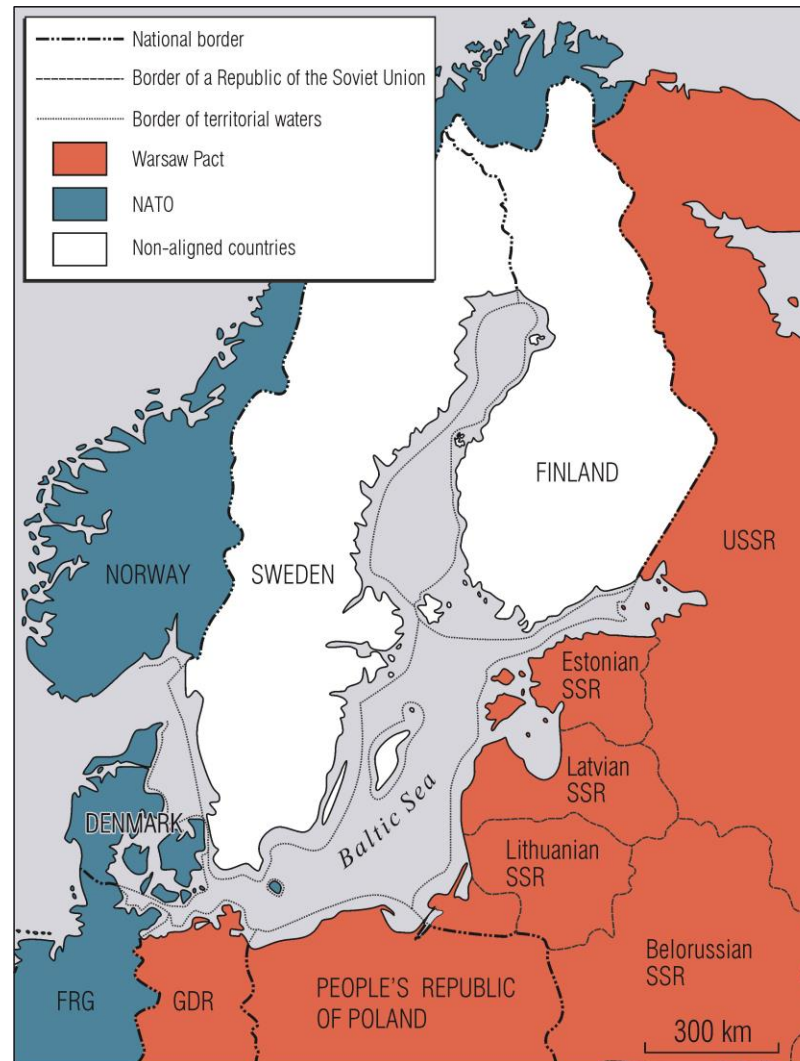 National border
Border of a Republic of the Soviet Union
Border of territorial waters
Warsaw Pact
NATO
Non-aligned countries
FINLAND
USSR
NORWAY
SWEDEN
Estonian
SSR
Latvian
SSR
DENMARK
Baltic Sea
Lithuanian
SSR
Belorussian
SSR
FRG
GDR
PEOPLE'S REPUBLIC
OF POLAND
300 km